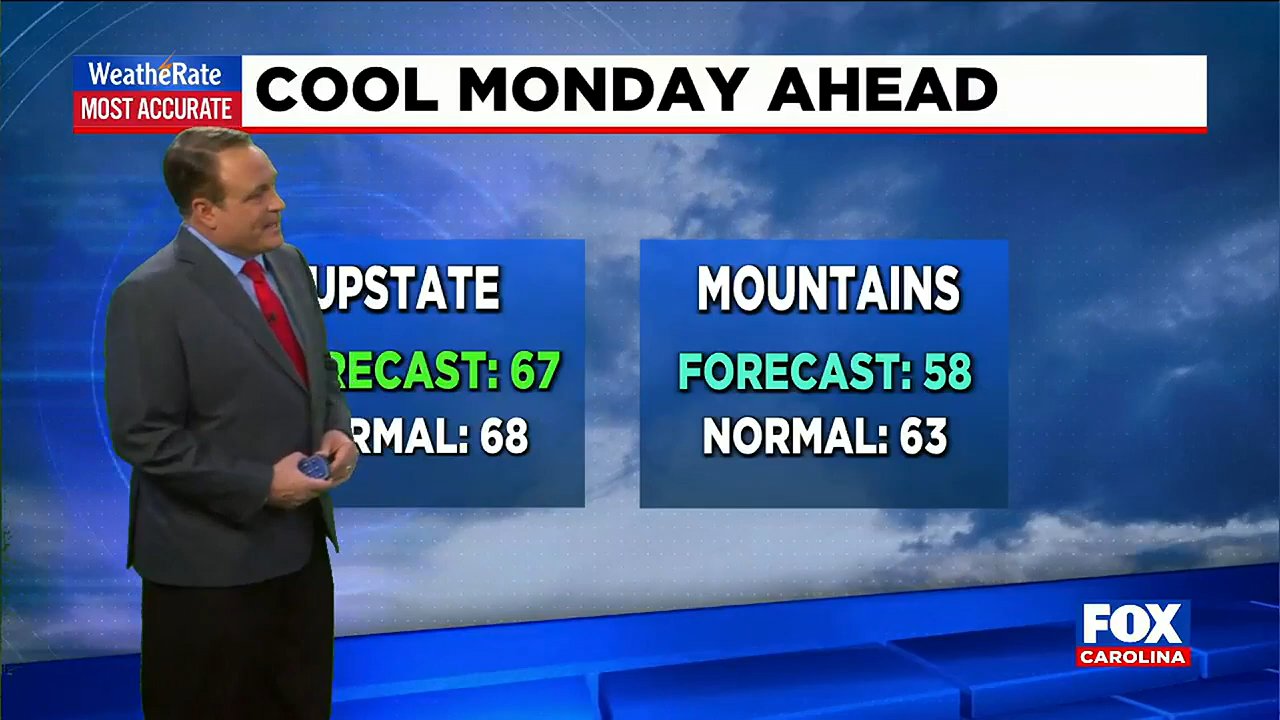 WeatheRate
MOST ACCURATE
COOL MONDAY AHEAD
UPSTATE
RECAST: 67
RMAL: 68
MOUNTAINS
FORECAST: 58
NORMAL: 63
FOX
CAROLINA